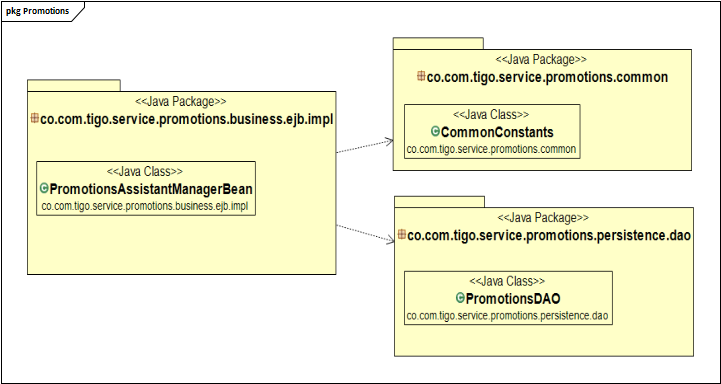 pkg Promotions
<<Java Package>>
co.com.tigo.service.promotions.business.ejb.impl
<<Java Class>>
PromotionsAssistantManagerBean
co.com.tigo.service.promotions.business.ejb.impl
<<Java Package>>
co.com.tigo.service.promotions.common
<<Java Class>>
CommonConstants
co.com.tigo.service.promotions.common
<<Java Package>>
co.com.tigo.service.promotions.persistence.dao
<<Java Class>>
PromotionsDAO
co.com.tigo.service.promotions.persistence.dao